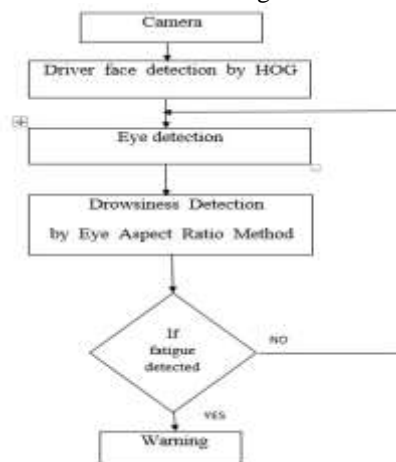 Camera
Driver face detection by HOG
Eye detection
Drowsiness Detection
by Eye Aspect Ratio Method
If
fatigue
detected
NO
YES
Warning